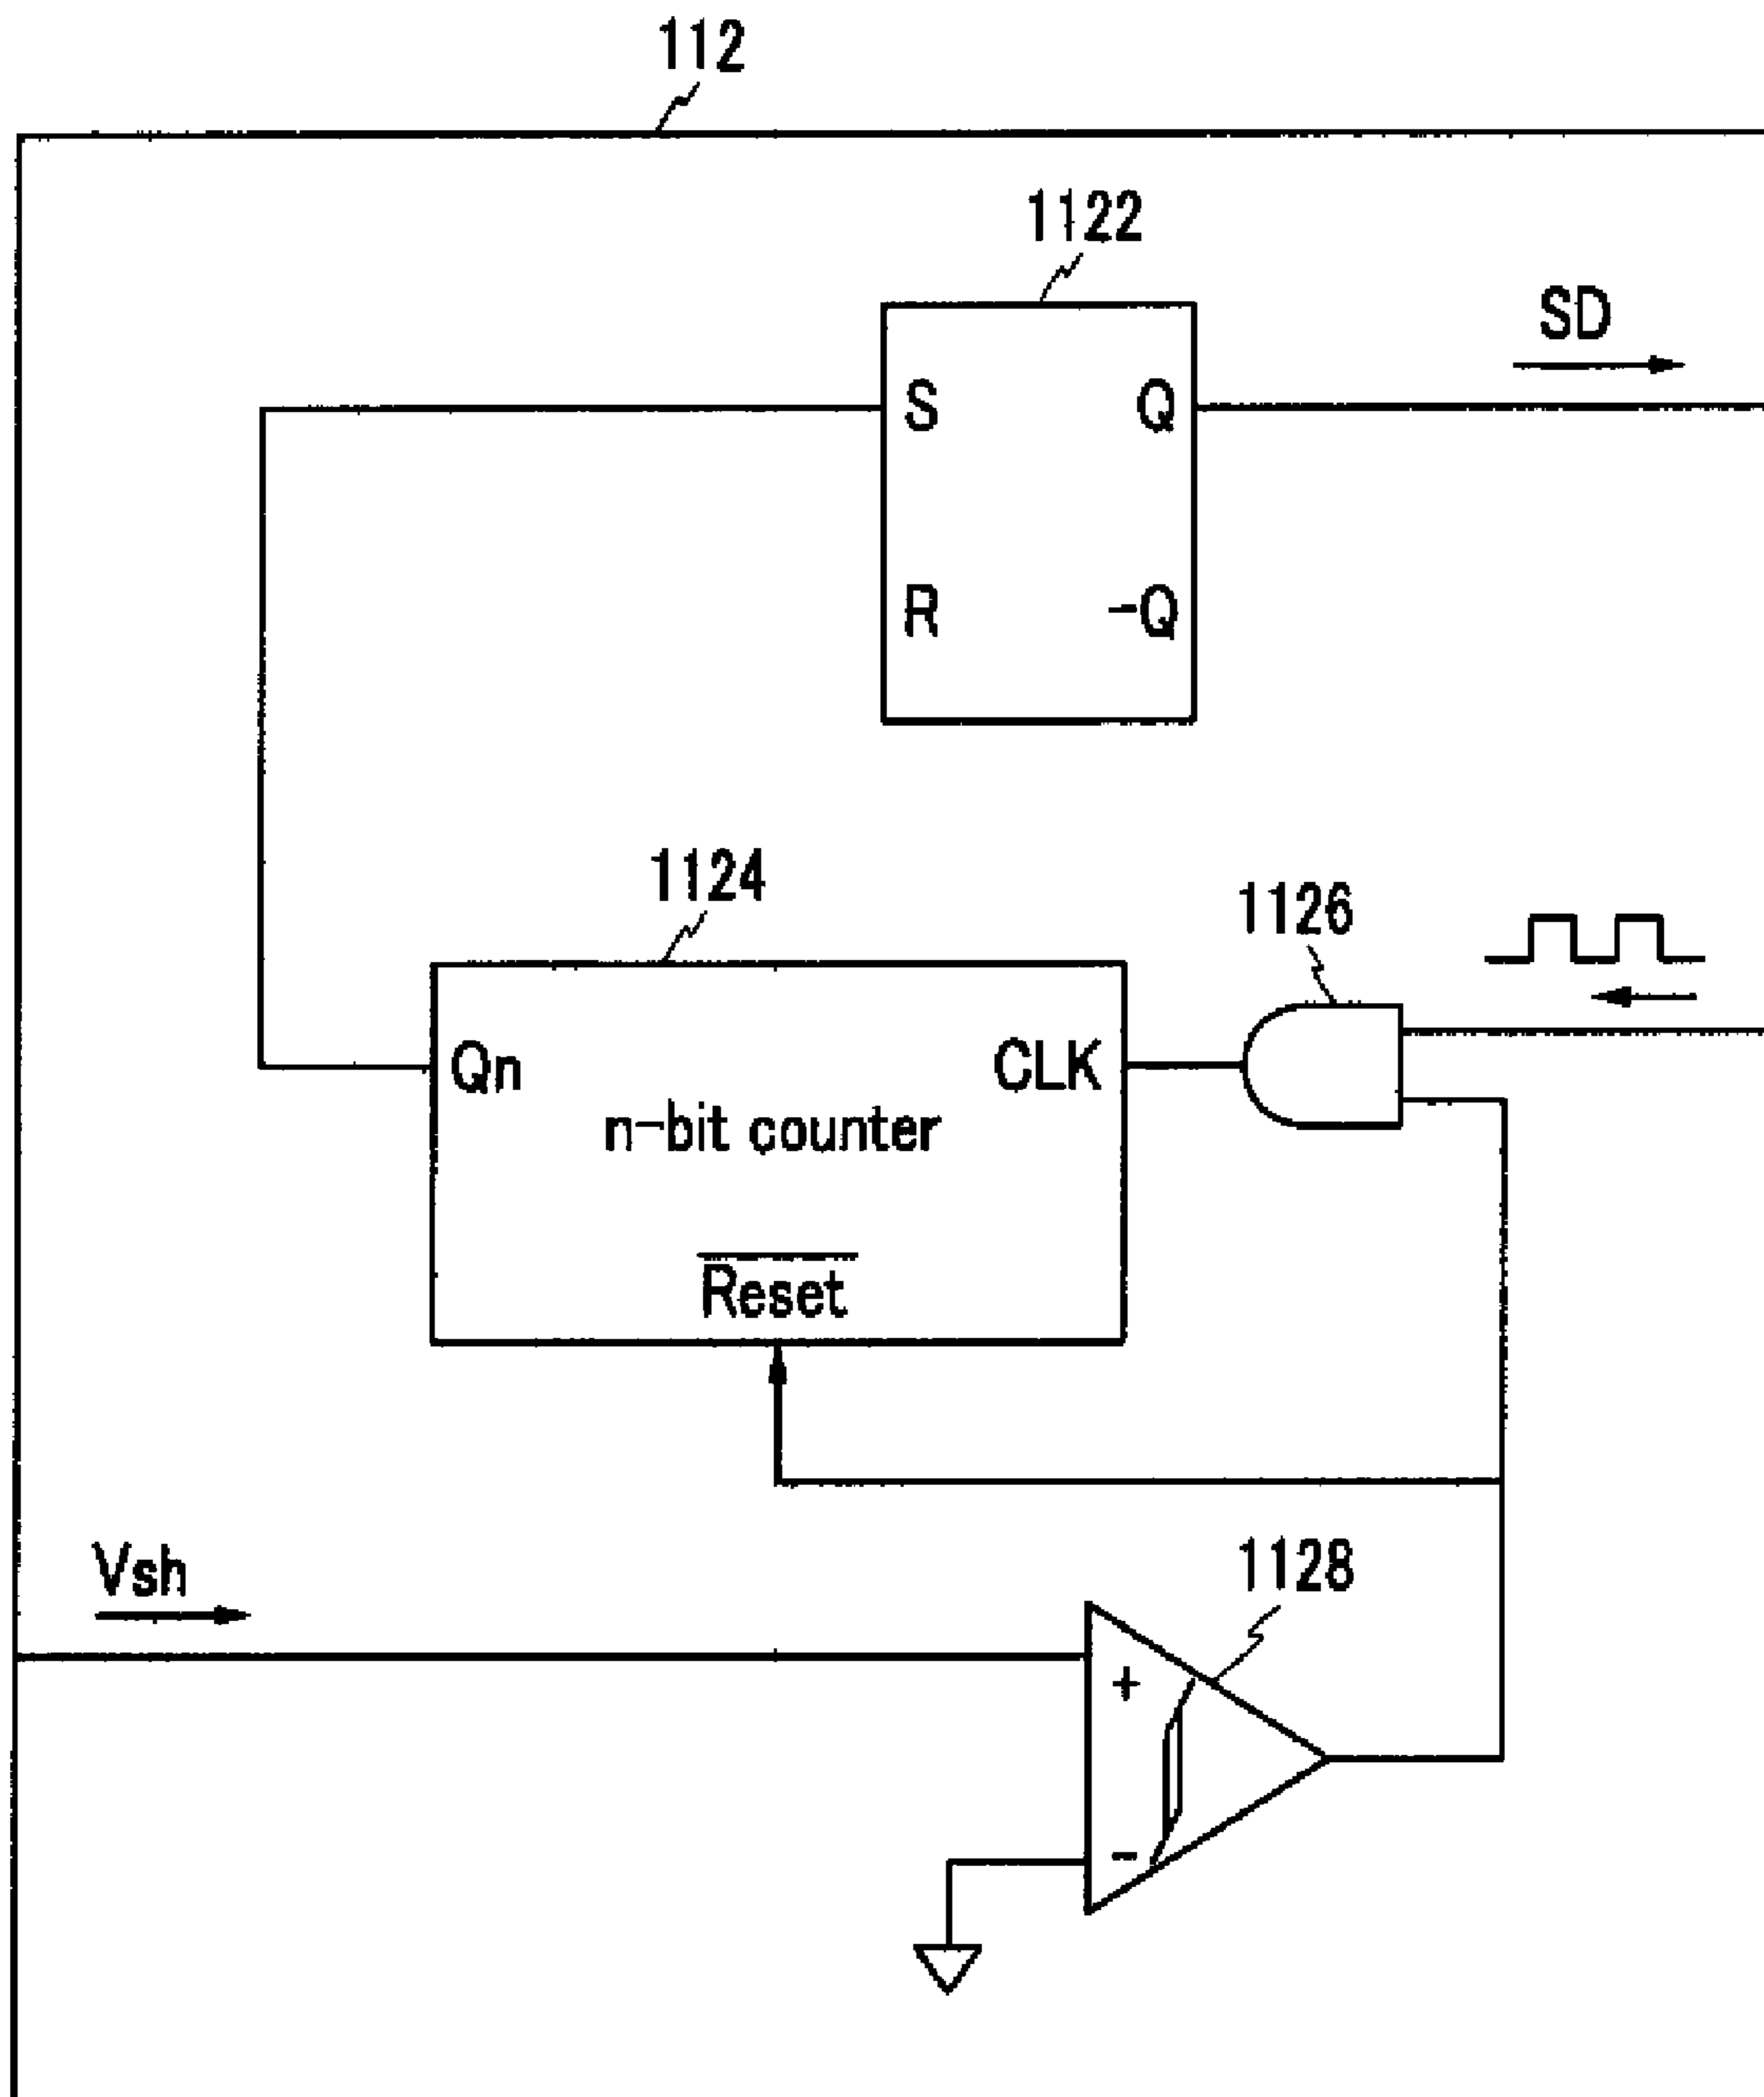 112
1122
SD
S Q
R -Q
1124
1126
Qn CLK
n-bit counter
Reset
Vsh
1128
+
-